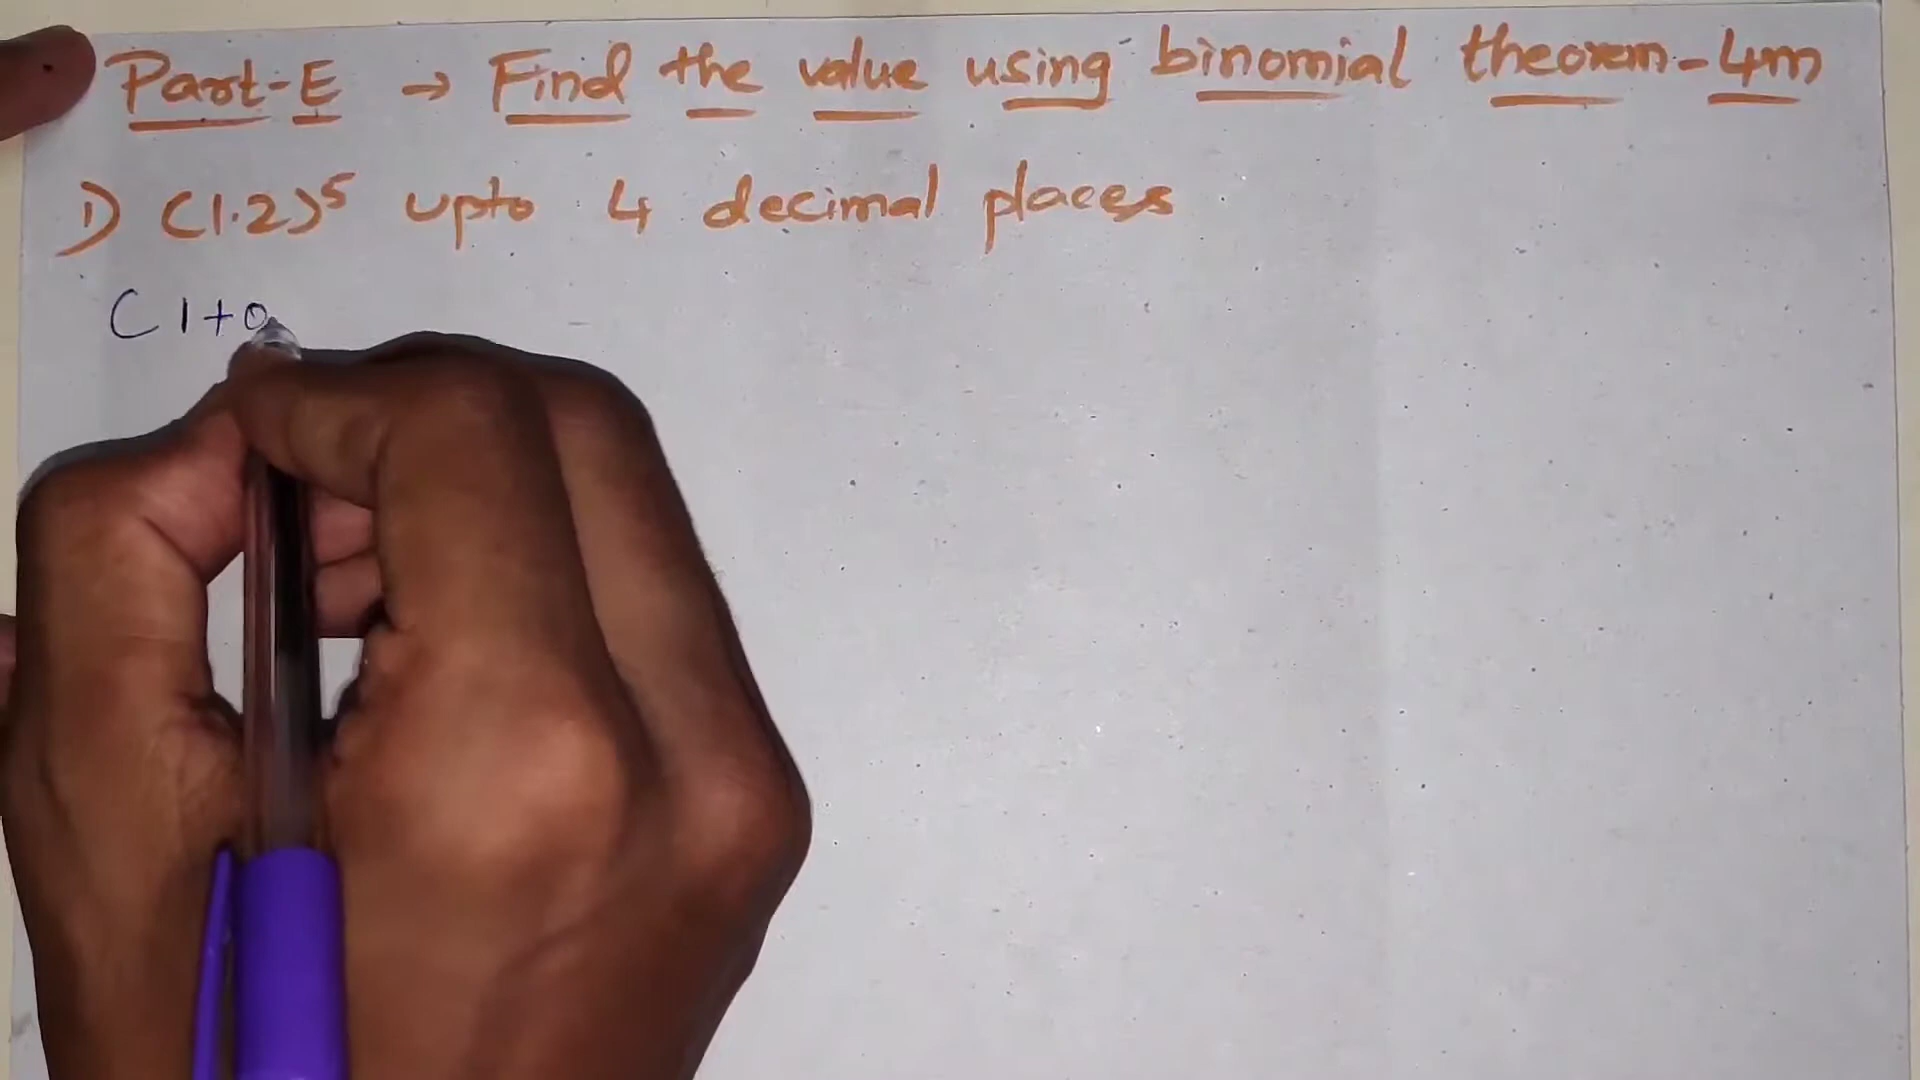 Part-E → Find the value using binomial theorem-4m
1) (1.2)⁵ upto 4 decimal places
(1+0